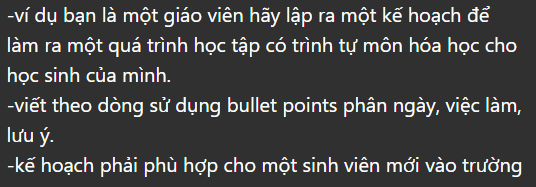 -ví dụ bạn là một giáo viên hãy lập ra một kế hoạch để
làm ra một quá trình học tập có trình tự môn hóa học cho
học sinh của mình.
-viết theo dòng sử dụng bullet points phân ngày, việc làm,
lưu ý.
-kế hoạch phải phù hợp cho một sinh viên mới vào trường